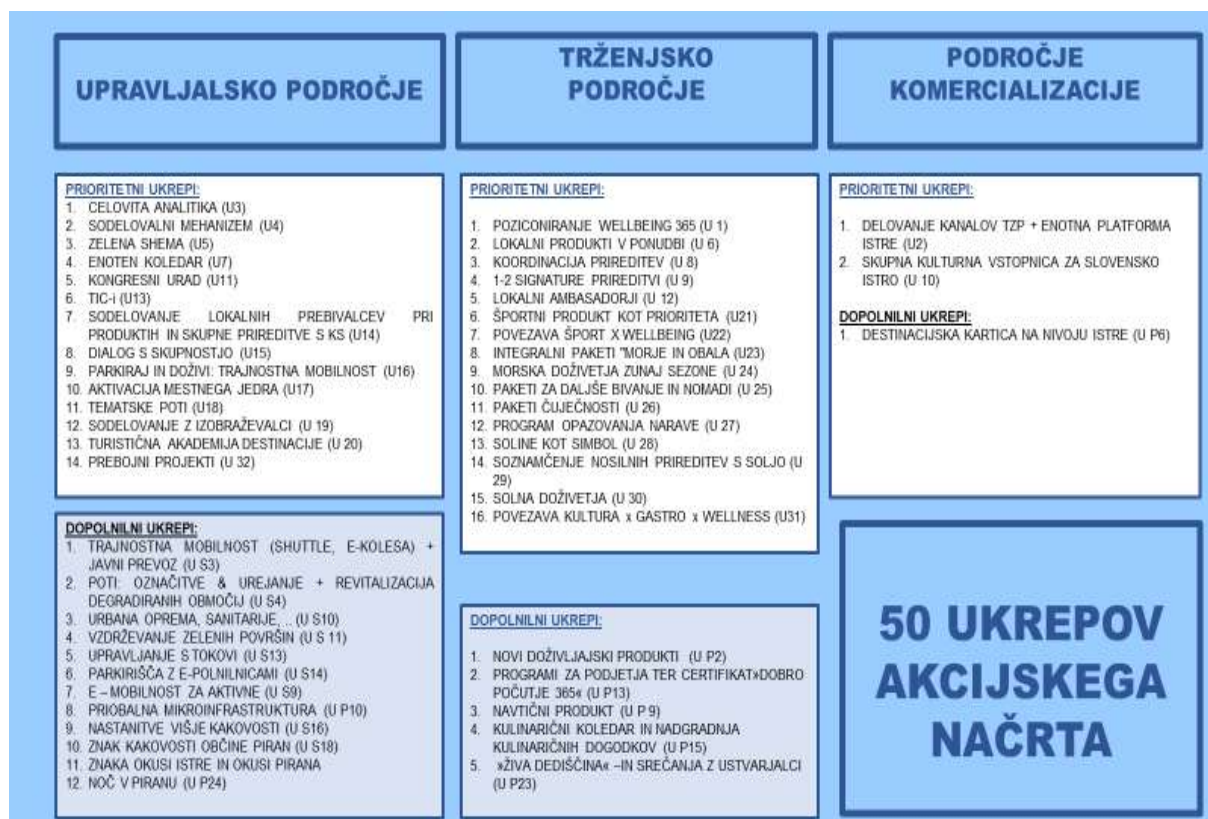 UPRAVLJALSKO PODROČJE
TRŽENJSKO
PODROČJE
PODROČJE
KOMERCIALIZACIJE
PRIORITETNI UKREPI:
1. CELOVITA ANALITIKA (U3)
2. SODELOVALNI MEHANIZEM (U4)
3. ZELENA SHEMA (U5)
4. ENOTEN KOLEDAR (U7)
5. KONGRESNI URAD (U11)
6. TIC-i (U13)
7. SODELOVANJE LOKALNIH PREBIVALCEV PRI
PRODUKTIH IN SKUPNE PRIREDITVE S KS (U14)
8. DIALOG S SKUPNOSTJO (U15)
9. PARKIRAJ IN DOŽIVI: TRAJNOSTNA MOBILNOST (U16)
10. AKTIVACIJA MESTNEGA JEDRA (U17)
11. TEMATSKE POTI (U18)
12. SODELOVANJE Z IZOBRAŽEVALCI (U 19)
13. TURISTIČNA AKADEMIJA DESTINACIJE (U 20)
14. PREBOJNI PROJEKTI (U 32)
DOPOLNILNI UKREPI:
1. TRAJNOSTNA MOBILNOST (SHUTTLE, E-KOLESA) +
JAVNI PREVOZ (U S3)
2. POTI: OZNAČITVE & UREJANJE + REVITALIZACIJA
DEGRADIRANIH OBMOČIJ (U S4)
3. URBANA OPREMA, SANITARIJE, .. (U S10)
4. VZDRŽEVANJE ZELENIH POVRŠIN (U S 11)
5. UPRAVLJANJE S TOKOVI (U S13)
6. PARKIRIŠČA Z E-POLNILNICAMI (U S14)
7. E – MOBILNOST ZA AKTIVNE (U S9)
8. PRIOBALNA MIKROINFRASTRUKTURA (U P10)
9. NASTANITVE VIŠJE KAKOVOSTI (U S16)
10. ZNAK KAKOVOSTI OBČINE PIRAN (U S18)
11. ZNAKA OKUSI ISTRE IN OKUSI PIRANA
12. NOČ V PIRANU (U P24)
PRIORITETNI UKREPI:
1. POZICONIRANJE WELLBEING 365 (U 1)
2. LOKALNI PRODUKTI V PONUDBI (U 6)
3. KOORDINACIJA PRIREDITEV (U 8)
4. 1-2 SIGNATURE PRIREDITVI (U 9)
5. LOKALNI AMBASADORJI (U 12)
6. ŠPORTNI PRODUKT KOT PRIORITETA (U21)
7. POVEZAVA ŠPORT X WELLBEING (U22)
8. INTEGRALNI PAKETI "MORJE IN OBALA (U23)
9. MORSKA DOŽIVETJA ZUNAJ SEZONE (U 24)
10. PAKETI ZA DALJŠE BIVANJE IN NOMADI (U 25)
11. PAKETI ČUJEČNOSTI (U 26)
12. PROGRAM OPAZOVANJA NARAVE (U 27)
13. SOLINE KOT SIMBOL (U 28)
14. SOZNAMČENJE NOSILNIH PRIREDITEV S SOLJO (U
29)
15. SOLNA DOŽIVETJA (U 30)
16. POVEZAVA KULTURA x GASTRO x WELLNESS (U31)
DOPOLNILNI UKREPI:
1. NOVI DOŽIVLJAJSKI PRODUKTI (U P2)
2. PROGRAMI ZA PODJETJA TER CERTIFIKAT»DOBRO
POČUTJE 365« (U P13)
3. NAVTIČNI PRODUKT (U P 9)
4. KULINARIČNI KOLEDAR IN NADGRADNJA
KULINARIČNIH DOGODKOV (U P15)
5. »ŽIVA DEDIŠČINA« –IN SREČANJA Z USTVARJALCI
(U P23)
PRIORITETNI UKREPI:
1. DELOVANJE KANALOV TZP + ENOTNA PLATFORMA
ISTRE (U2)
2. SKUPNA KULTURNA VSTOPNICA ZA SLOVENSKO
ISTRO (U 10)
DOPOLNILNI UKREPI:
1. DESTINACIJSKA KARTICA NA NIVOJU ISTRE (U P6)
50 UKREPOV
AKCIJSKEGA
NAČRTA